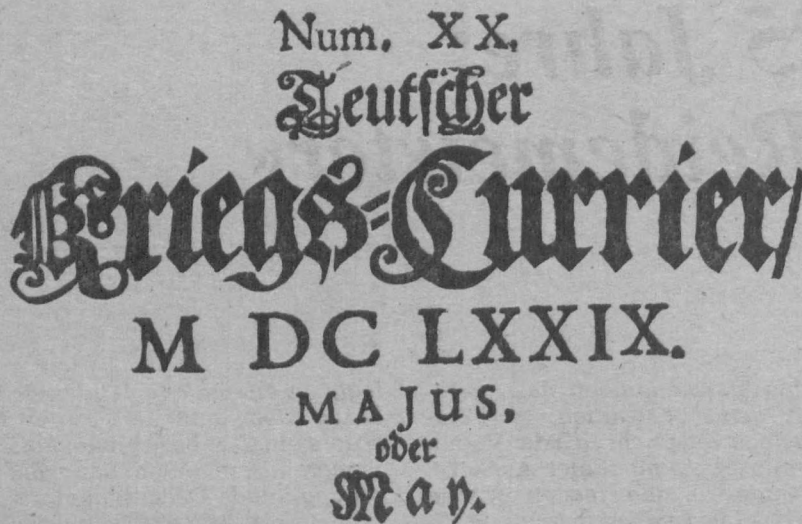 Num. XX.
Teutscher
Kriegs-Currier/
M DC LXXIX.
MAJUS,
oder
May.